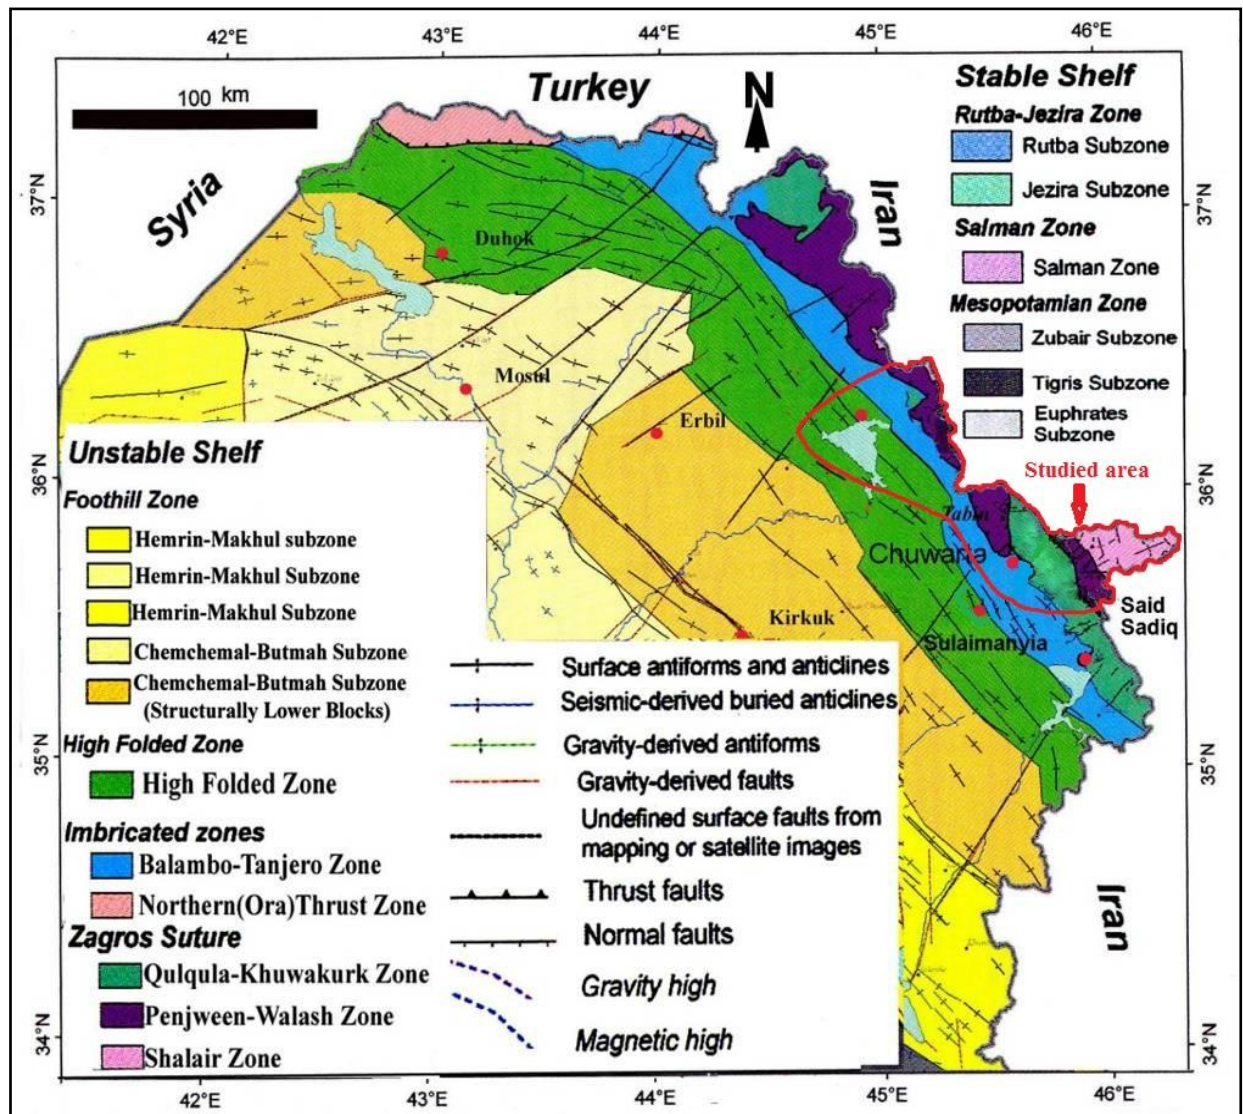 42°E 43°E 44°E 45°E 46°E
100 km
Turkey
N
Syria
Iran
37°N
37°N
Stable Shelf
Rutba-Jezira Zone
Rutba Subzone
Jezira Subzone
Salman Zone
Salman Zone
Mesopotamian Zone
Zubair Subzone
Tigris Subzone
Euphrates
Subzone
Duhok
Mosul
Erbil
Studied area
36°N
36°N
Tabin
Chuwarta
Kirkuk
Sulaimanyia
Said
Sadiq
Unstable Shelf
Foothill Zone
Hemrin-Makhul subzone
Hemrin-Makhul Subzone
Hemrin-Makhul Subzone
Chemchemal-Butmah Subzone
Chemchemal-Butmah Subzone
(Structurally Lower Blocks)
High Folded Zone
High Folded Zone
Imbricated zones
Balambo-Tanjero Zone
Northern(Ora)Thrust Zone
Zagros Suture
Qulqula-Khuwakurk Zone
Penjween-Walash Zone
Shalair Zone
Surface antiforms and anticlines
Seismic-derived buried anticlines
Gravity-derived antiforms
Gravity-derived faults
Undefined surface faults from
mapping or satellite images
Thrust faults
Normal faults
Gravity high
Magnetic high
35°N
35°N
Iran
34°N
34°N
42°E 43°E 44°E 45°E 46°E